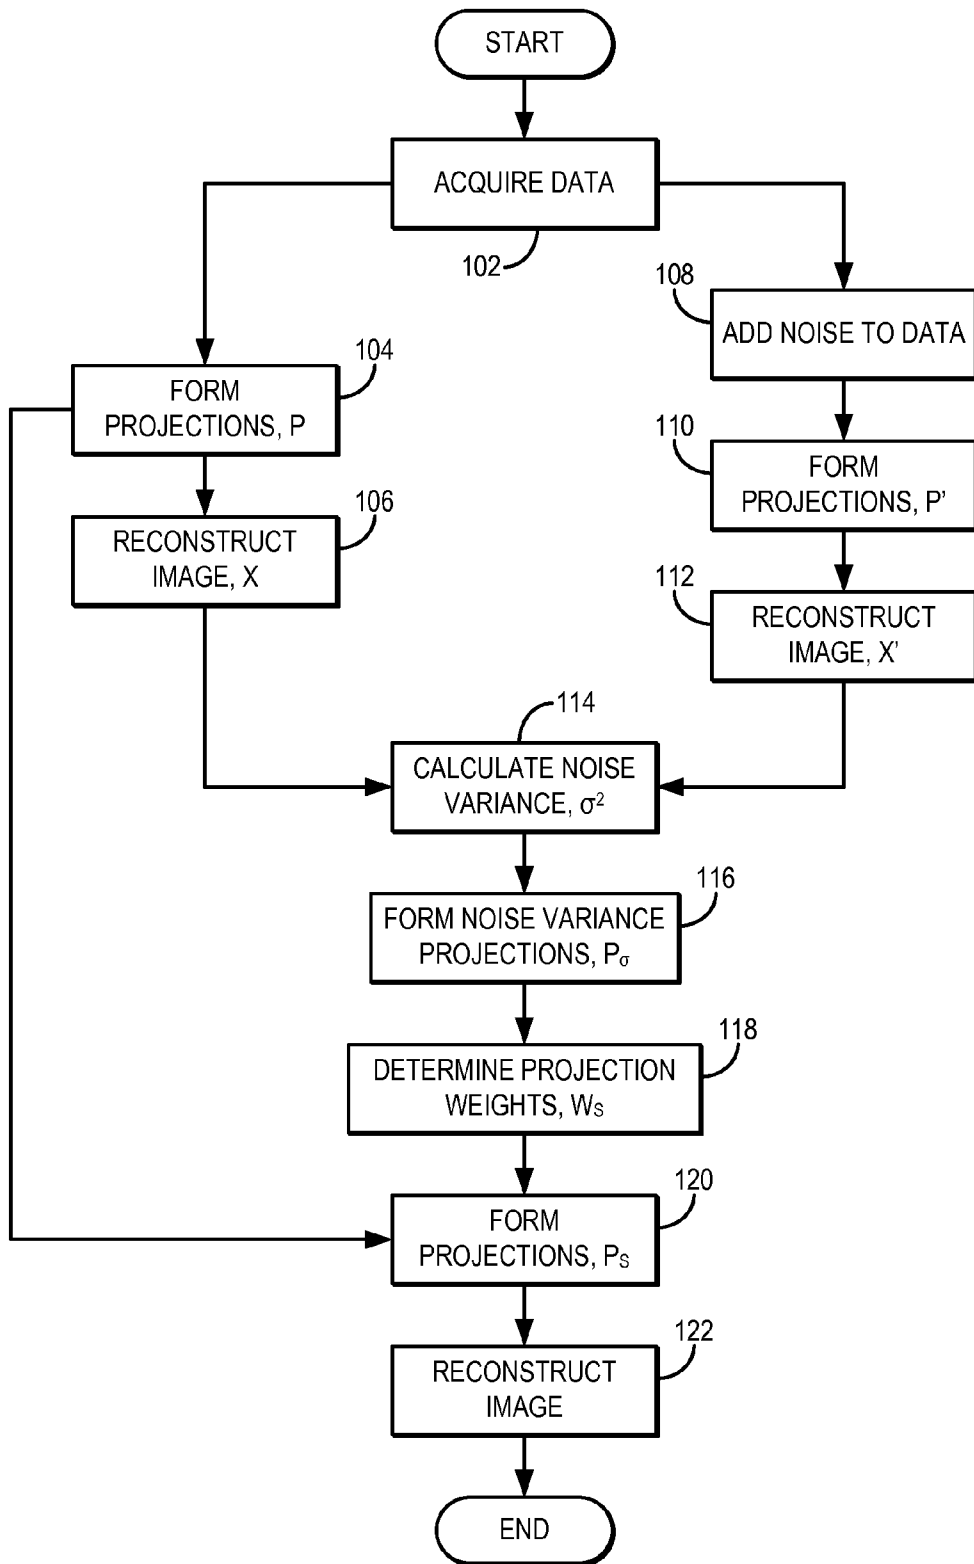 START
ACQUIRE DATA
102
108
ADD NOISE TO DATA
104
FORM
PROJECTIONS, P
110
FORM
PROJECTIONS, P’
106
RECONSTRUCT
IMAGE, X
112
RECONSTRUCT
IMAGE, X’
114
CALCULATE NOISE
VARIANCE, σ²
116
FORM NOISE VARIANCE
PROJECTIONS, Pσ
118
DETERMINE PROJECTION
WEIGHTS, WS
120
FORM
PROJECTIONS, PS
122
RECONSTRUCT
IMAGE
END